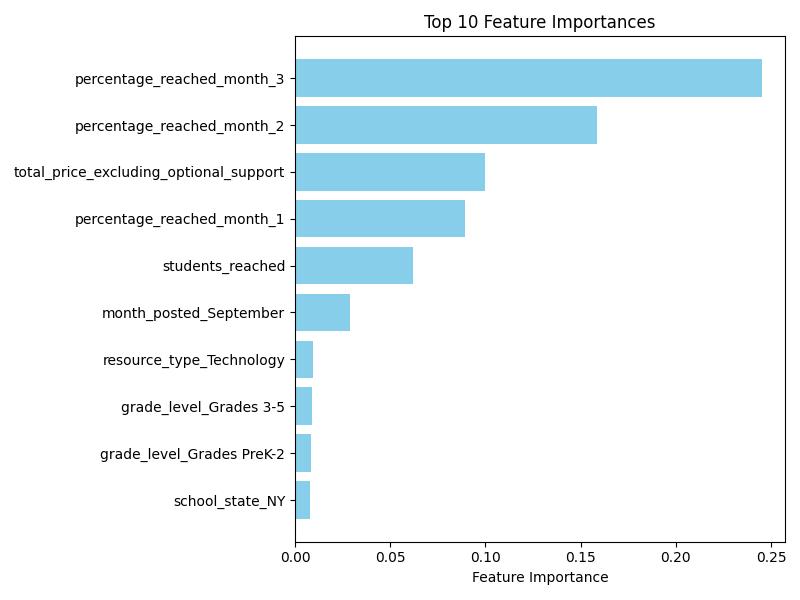 Top 10 Feature Importances
percentage_reached_month_3
percentage_reached_month_2
total_price_excluding_optional_support
percentage_reached_month_1
students_reached
month_posted_September
resource_type_Technology
grade_level_Grades 3-5
grade_level_Grades PreK-2
school_state_NY
0.00 0.05 0.10 0.15 0.20 0.25
Feature Importance